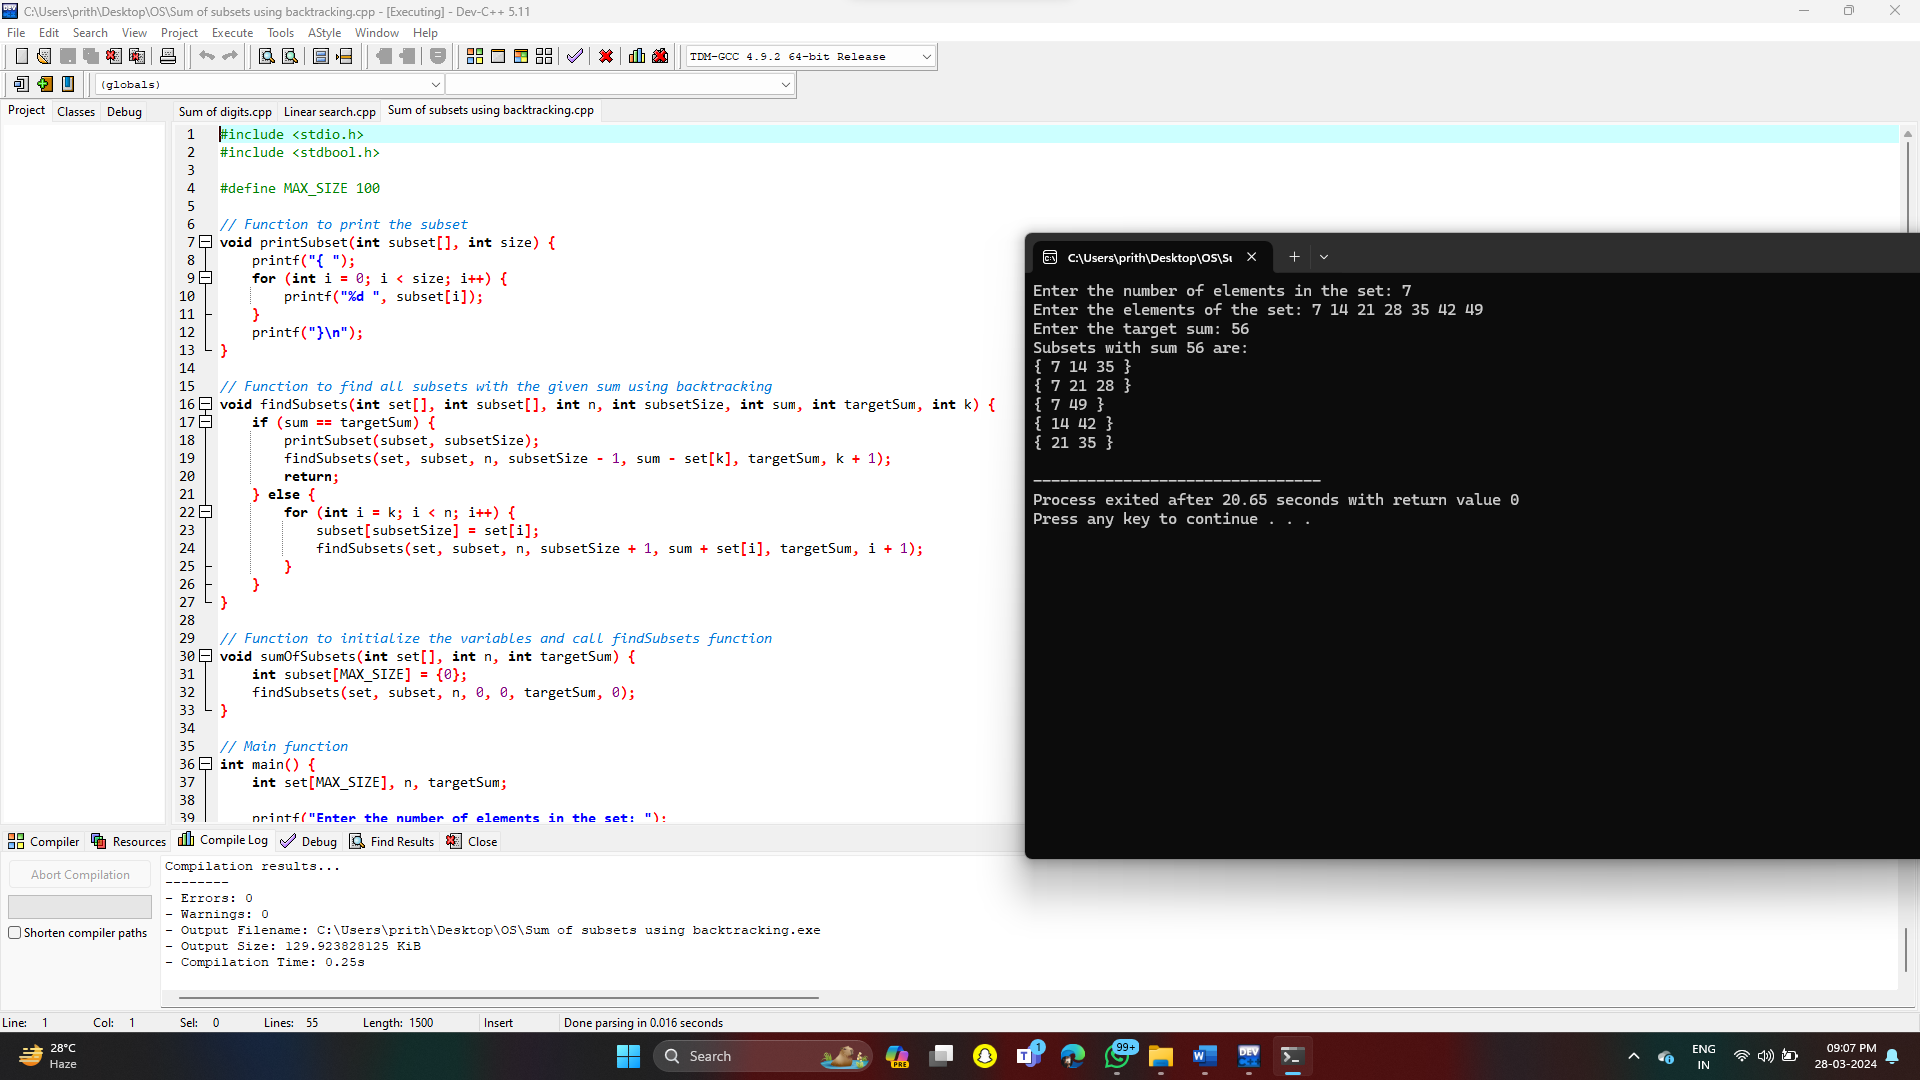 C:\Users\prith\Desktop\OS\Sum of subsets using backtracking.cpp - [Executing] - Dev-C++ 5.11
File Edit Search View Project Execute Tools AStyle Window Help
TDM-GCC 4.9.2 64-bit Release
(globals)
Project Classes Debug
Sum of digits.cpp Linear search.cpp Sum of subsets using backtracking.cpp
1 #include <stdio.h>
2 #include <stdbool.h>
3
4 #define MAX_SIZE 100
5
6 // Function to print the subset
7 void printSubset(int subset[], int size) {
8 printf("{ ");
9 for (int i = 0; i < size; i++) {
10 printf("%d ", subset[i]);
11 }
12 printf("}\n");
13 }
14
15 // Function to find all subsets with the given sum using backtracking
16 void findSubsets(int set[], int subset[], int n, int subsetSize, int sum, int targetSum, int k) {
17 if (sum == targetSum) {
18 printSubset(subset, subsetSize);
19 findSubsets(set, subset, n, subsetSize - 1, sum - set[k], targetSum, k + 1);
20 return;
21 } else {
22 for (int i = k; i < n; i++) {
23 subset[subsetSize] = set[i];
24 findSubsets(set, subset, n, subsetSize + 1, sum + set[i], targetSum, i + 1);
25 }
26 }
27 }
28
29 // Function to initialize the variables and call findSubsets function
30 void sumOfSubsets(int set[], int n, int targetSum) {
31 int subset[MAX_SIZE] = {0};
32 findSubsets(set, subset, n, 0, 0, targetSum, 0);
33 }
34
35 // Main function
36 int main() {
37 int set[MAX_SIZE], n, targetSum;
38
39 printf("Enter the number of elements in the set: ");
C:\Users\prith\Desktop\OS\Su
Enter the number of elements in the set: 7
Enter the elements of the set: 7 14 21 28 35 42 49
Enter the target sum: 56
Subsets with sum 56 are:
{ 7 14 35 }
{ 7 21 28 }
{ 7 49 }
{ 14 42 }
{ 21 35 }
--------------------------------
Process exited after 20.65 seconds with return value 0
Press any key to continue . . .
Compiler Resources Compile Log Debug Find Results Close
Abort Compilation
Shorten compiler paths
Compilation results...
--------
- Errors: 0
- Warnings: 0
- Output Filename: C:\Users\prith\Desktop\OS\Sum of subsets using backtracking.exe
- Output Size: 129.923828125 KiB
- Compilation Time: 0.25s
Line: 1 Col: 1 Sel: 0 Lines: 55 Length: 1500 Insert Done parsing in 0.016 seconds
28°C
Haze
Search
PRE
1
99+
DEV
ENG
IN
09:07 PM
28-03-2024